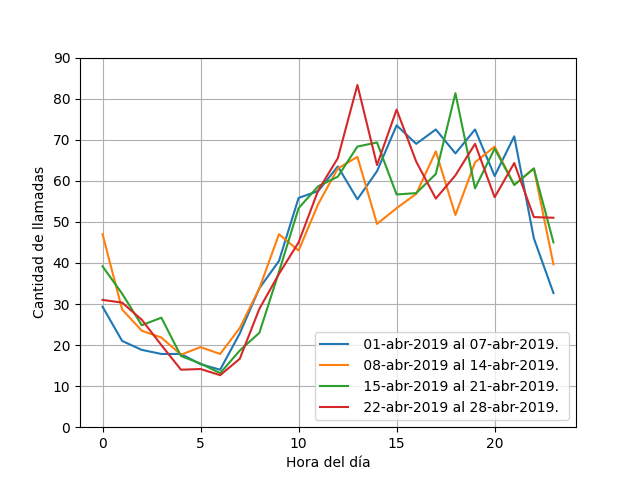 90
80
70
60
50
40
30
20
10
0
Cantidad de llamadas
0 5 10 15 20
Hora del día
01-abr-2019 al 07-abr-2019.
08-abr-2019 al 14-abr-2019.
15-abr-2019 al 21-abr-2019.
22-abr-2019 al 28-abr-2019.